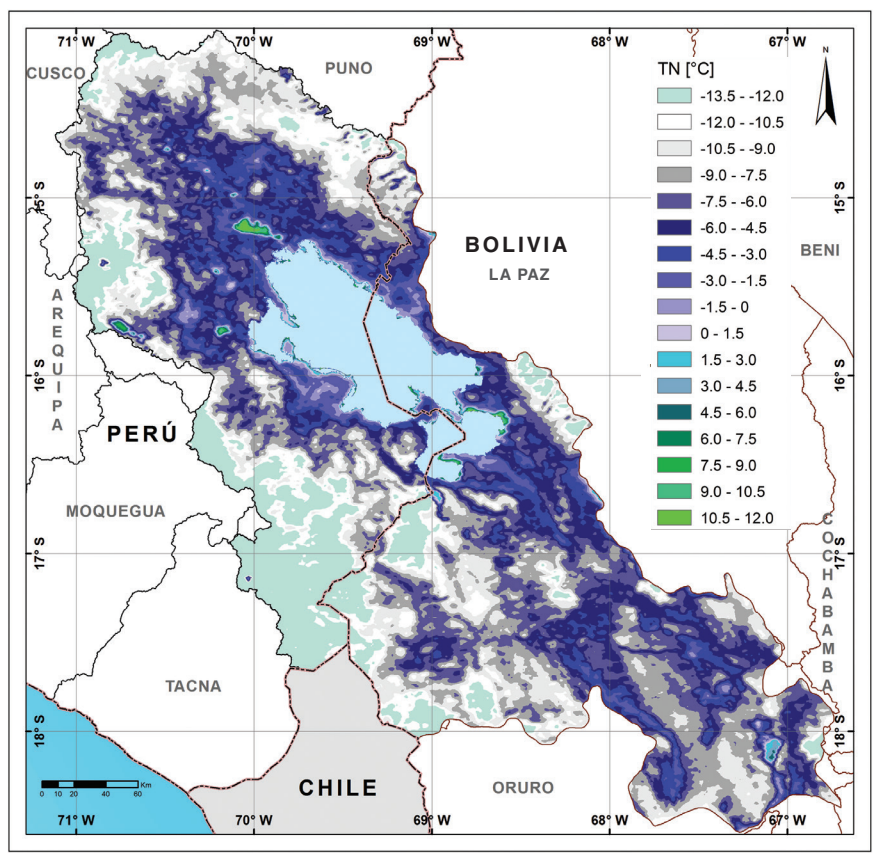 71°W 70°W 69°W 68°W 67°W
CUSCO
PUNO
N
TN [°C]
-13.5 - -12.0
-12.0 - -10.5
-10.5 - -9.0
-9.0 - -7.5
-7.5 - -6.0
-6.0 - -4.5
-4.5 - -3.0
-3.0 - -1.5
-1.5 - 0
0 - 1.5
1.5 - 3.0
3.0 - 4.5
4.5 - 6.0
6.0 - 7.5
7.5 - 9.0
9.0 - 10.5
10.5 - 12.0
15°S
15°S
BOLIVIA
LA PAZ
BENI
AREQUIPA
16°S
16°S
PERÚ
MOQUEGUA
COCHABAMBA
17°S
17°S
TACNA
18°S
18°S
CHILE
ORURO
0 10 20 40 60
Km
71°W 70°W 69°W 68°W 67°W